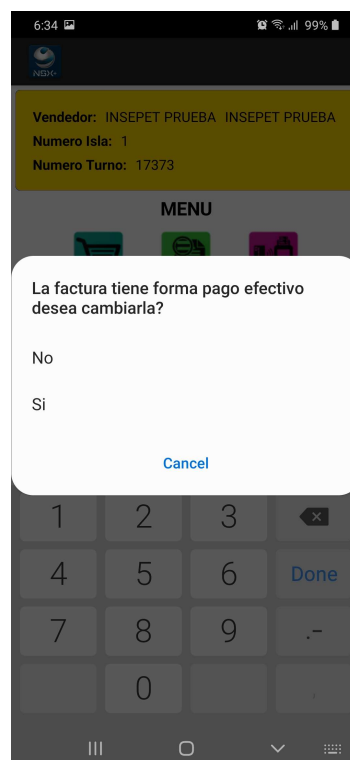 6:34
99%
NSX+
Vendedor: INSEPET PRUEBA INSEPET PRUEBA
Numero Isla: 1
Numero Turno: 17373
MENU
La factura tiene forma pago efectivo
desea cambiarla?
No
Si
Cancel
1 2 3
4 5 6 Done
7 8 9 .-
0 ,